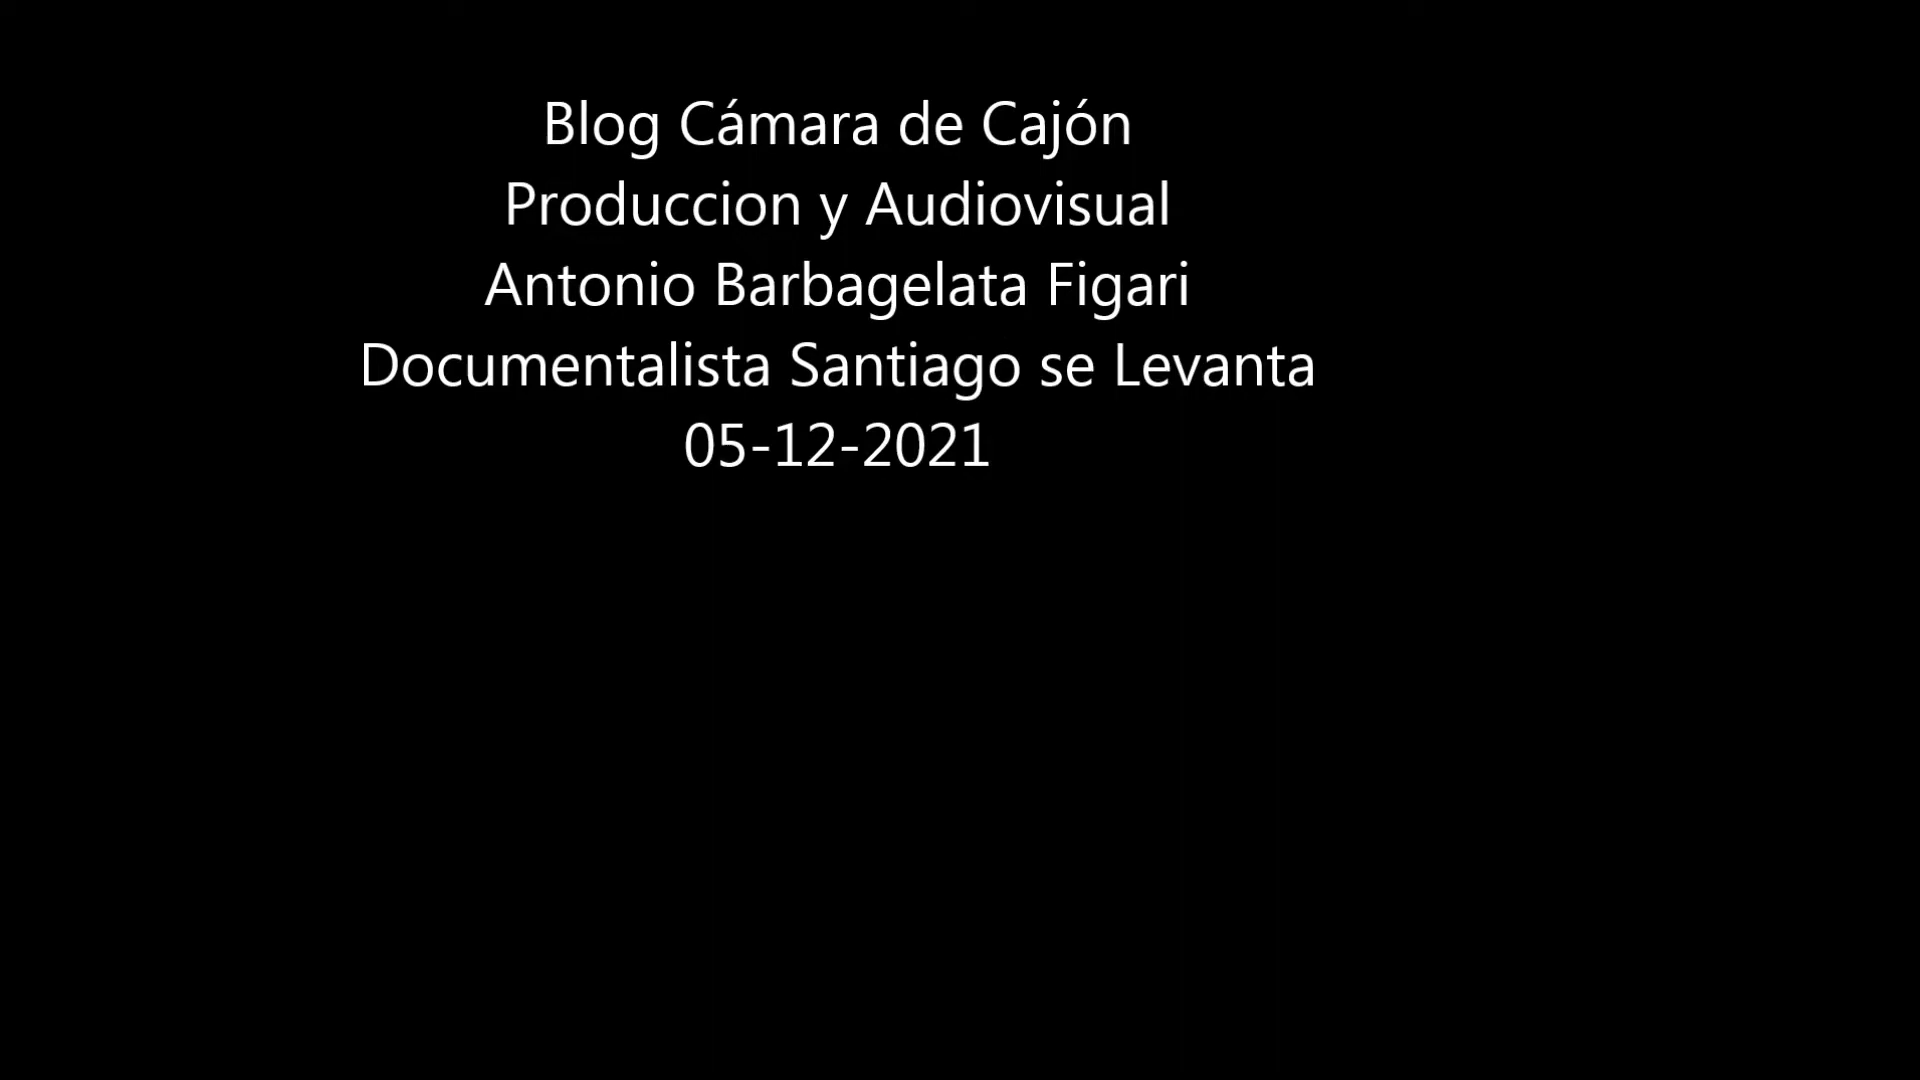 Blog Cámara de Cajón
Produccion y Audiovisual
Antonio Barbagelata Figari
Documentalista Santiago se Levanta
05-12-2021